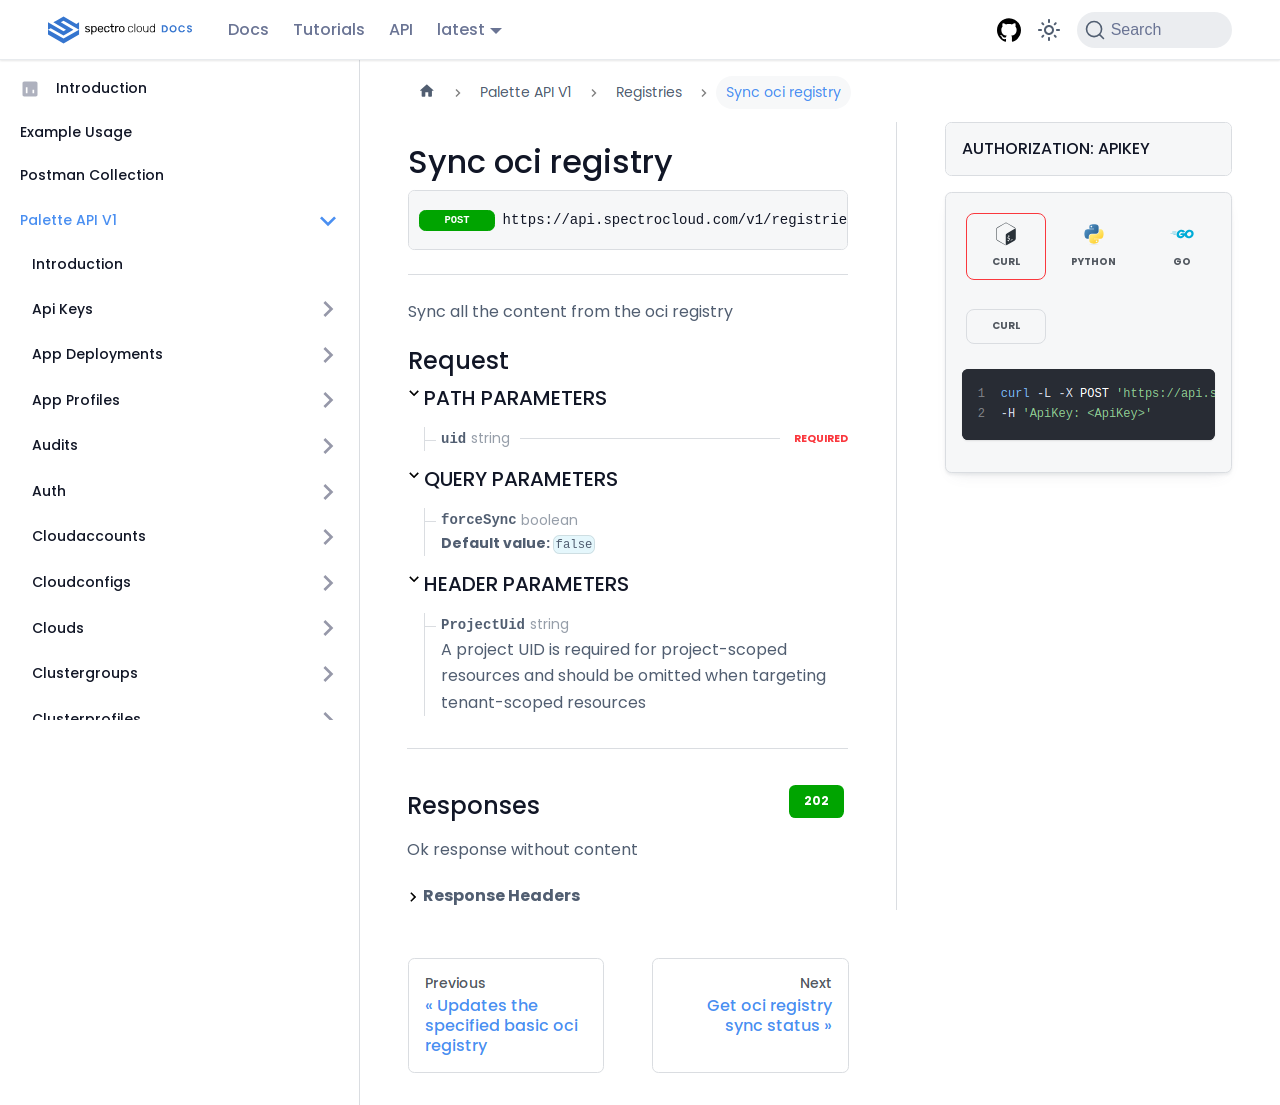 spectro cloud DOCS
Docs
Tutorials
API
latest
Search
Introduction
Example Usage
Postman Collection
Palette API V1
Introduction
Api Keys
App Deployments
App Profiles
Audits
Auth
Cloudaccounts
Cloudconfigs
Clouds
Clustergroups
Clusterprofiles
Palette API V1
Registries
Sync oci registry
Sync oci registry
POST
https://api.spectrocloud.com/v1/registrie
Sync all the content from the oci registry
Request
PATH PARAMETERS
uid string
REQUIRED
QUERY PARAMETERS
forceSync boolean
Default value: false
HEADER PARAMETERS
ProjectUid string
A project UID is required for project-scoped
resources and should be omitted when targeting
tenant-scoped resources
Responses
202
Ok response without content
Response Headers
Previous
« Updates the
specified basic oci
registry
Next
Get oci registry
sync status »
AUTHORIZATION: APIKEY
CURL
PYTHON
GO
CURL
1 curl -L -X POST 'https://api.s
2 -H 'ApiKey: <ApiKey>'